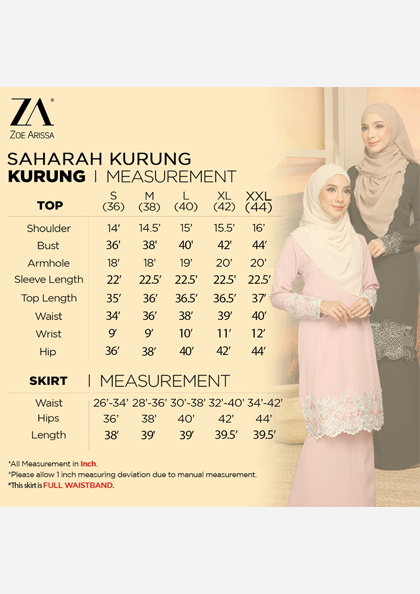 ZA®
ZOE ARISSA
SAHARAH KURUNG
KURUNG | MEASUREMENT
TOP S (36) M (38) L (40) XL (42) XXL (44)
Shoulder 14' 14.5' 15' 15.5' 16'
Bust 36' 38' 40' 42' 44'
Armhole 18' 18' 19' 20' 20'
Sleeve Length 22' 22.5' 22.5' 22.5' 22.5'
Top Length 35' 36' 36.5' 36.5' 37'
Waist 34' 36' 38' 39' 40'
Wrist 9' 9' 10' 11' 12'
Hip 36' 38' 40' 42' 44'
SKIRT | MEASUREMENT
Waist 26'-34' 28'-36' 30'-38' 32'-40' 34'-42'
Hips 36' 38' 40' 42' 44'
Length 38' 39' 39' 39.5' 39.5'
*All Measurement in Inch.
*Please allow 1 inch measuring deviation due to manual measurement.
*This skirt is FULL WAISTBAND.